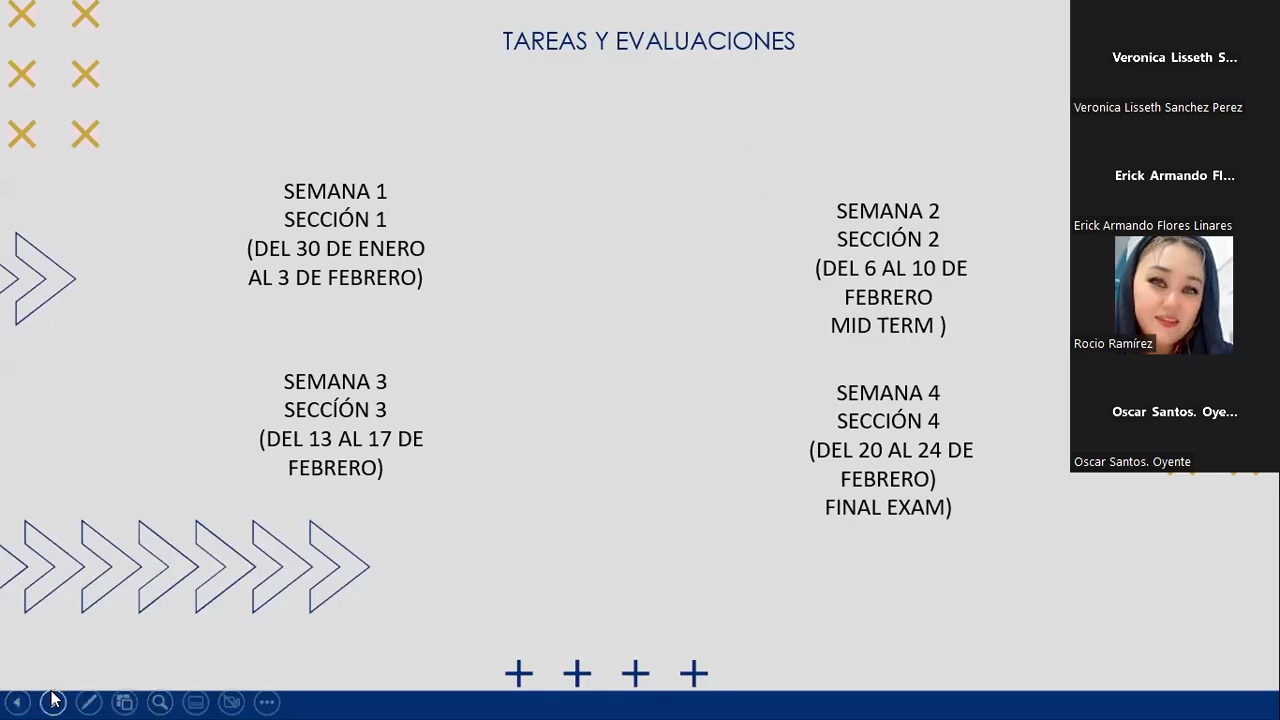 TAREAS Y EVALUACIONES
SEMANA 1
SECCIÓN 1
(DEL 30 DE ENERO
AL 3 DE FEBRERO)
SEMANA 2
SECCIÓN 2
(DEL 6 AL 10 DE
FEBRERO
MID TERM )
SEMANA 3
SECCÍÓN 3
(DEL 13 AL 17 DE
FEBRERO)
SEMANA 4
SECCIÓN 4
(DEL 20 AL 24 DE
FEBRERO)
FINAL EXAM)
Veronica Lisseth S...
Veronica Lisseth Sanchez Perez
Erick Armando Fl...
Erick Armando Flores Linares
Rocio Ramírez
Oscar Santos. Oye...
Oscar Santos. Oyente